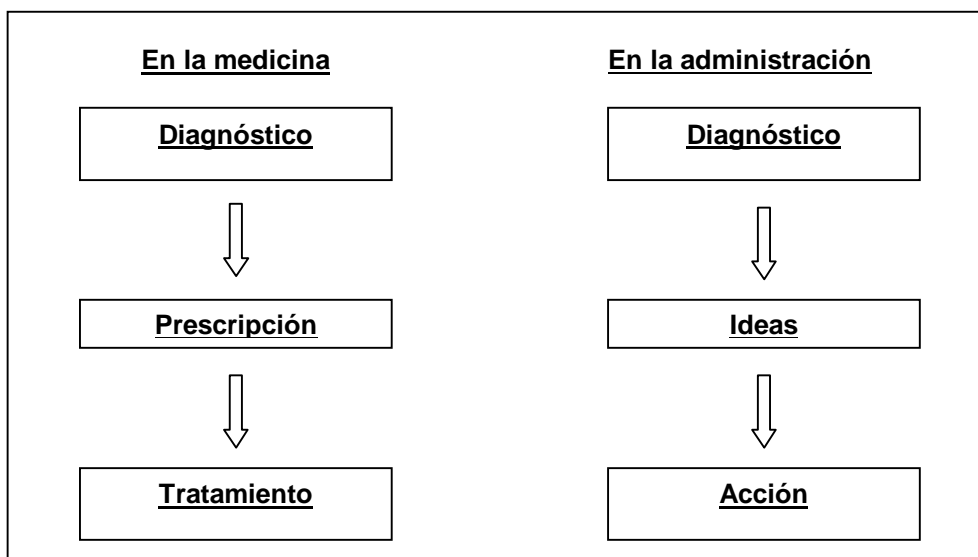 En la medicina
En la administración
Diagnóstico
Diagnóstico
Prescripción
Ideas
Tratamiento
Acción